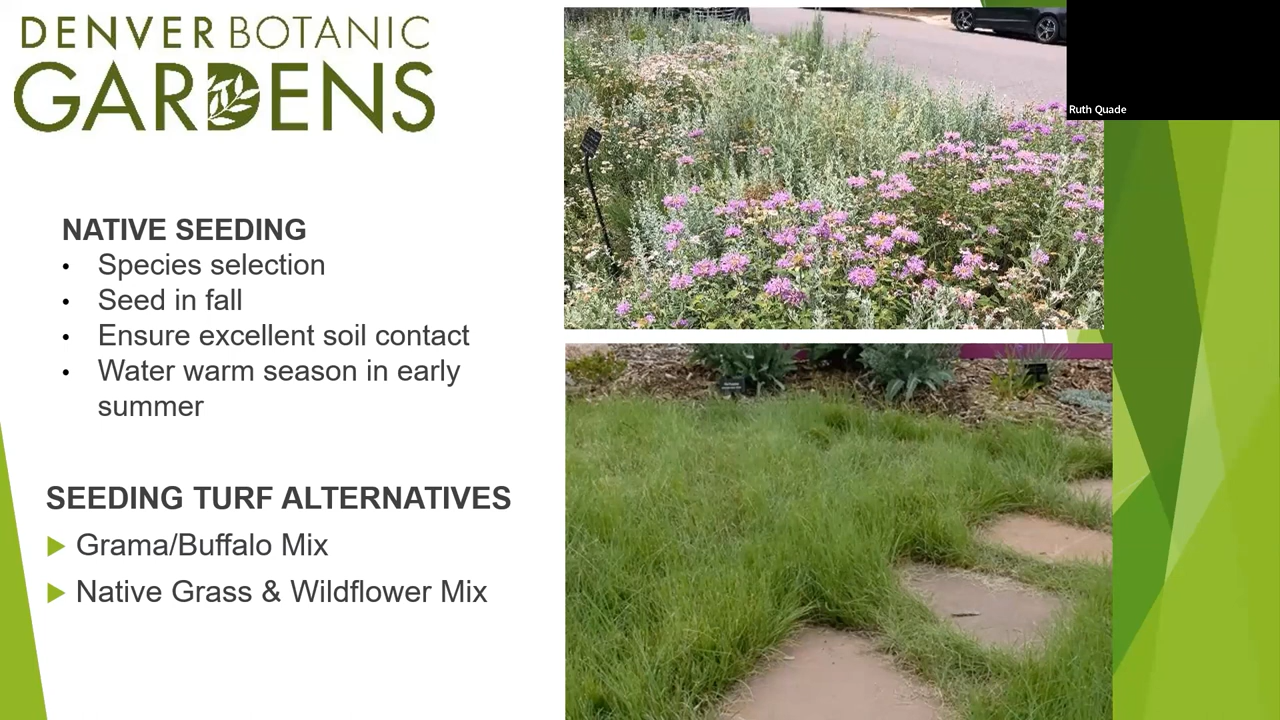 DENVER BOTANIC
GARDENS
Ruth Quade
NATIVE SEEDING
• Species selection
• Seed in fall
• Ensure excellent soil contact
• Water warm season in early
summer
SEEDING TURF ALTERNATIVES
Grama/Buffalo Mix
Native Grass & Wildflower Mix